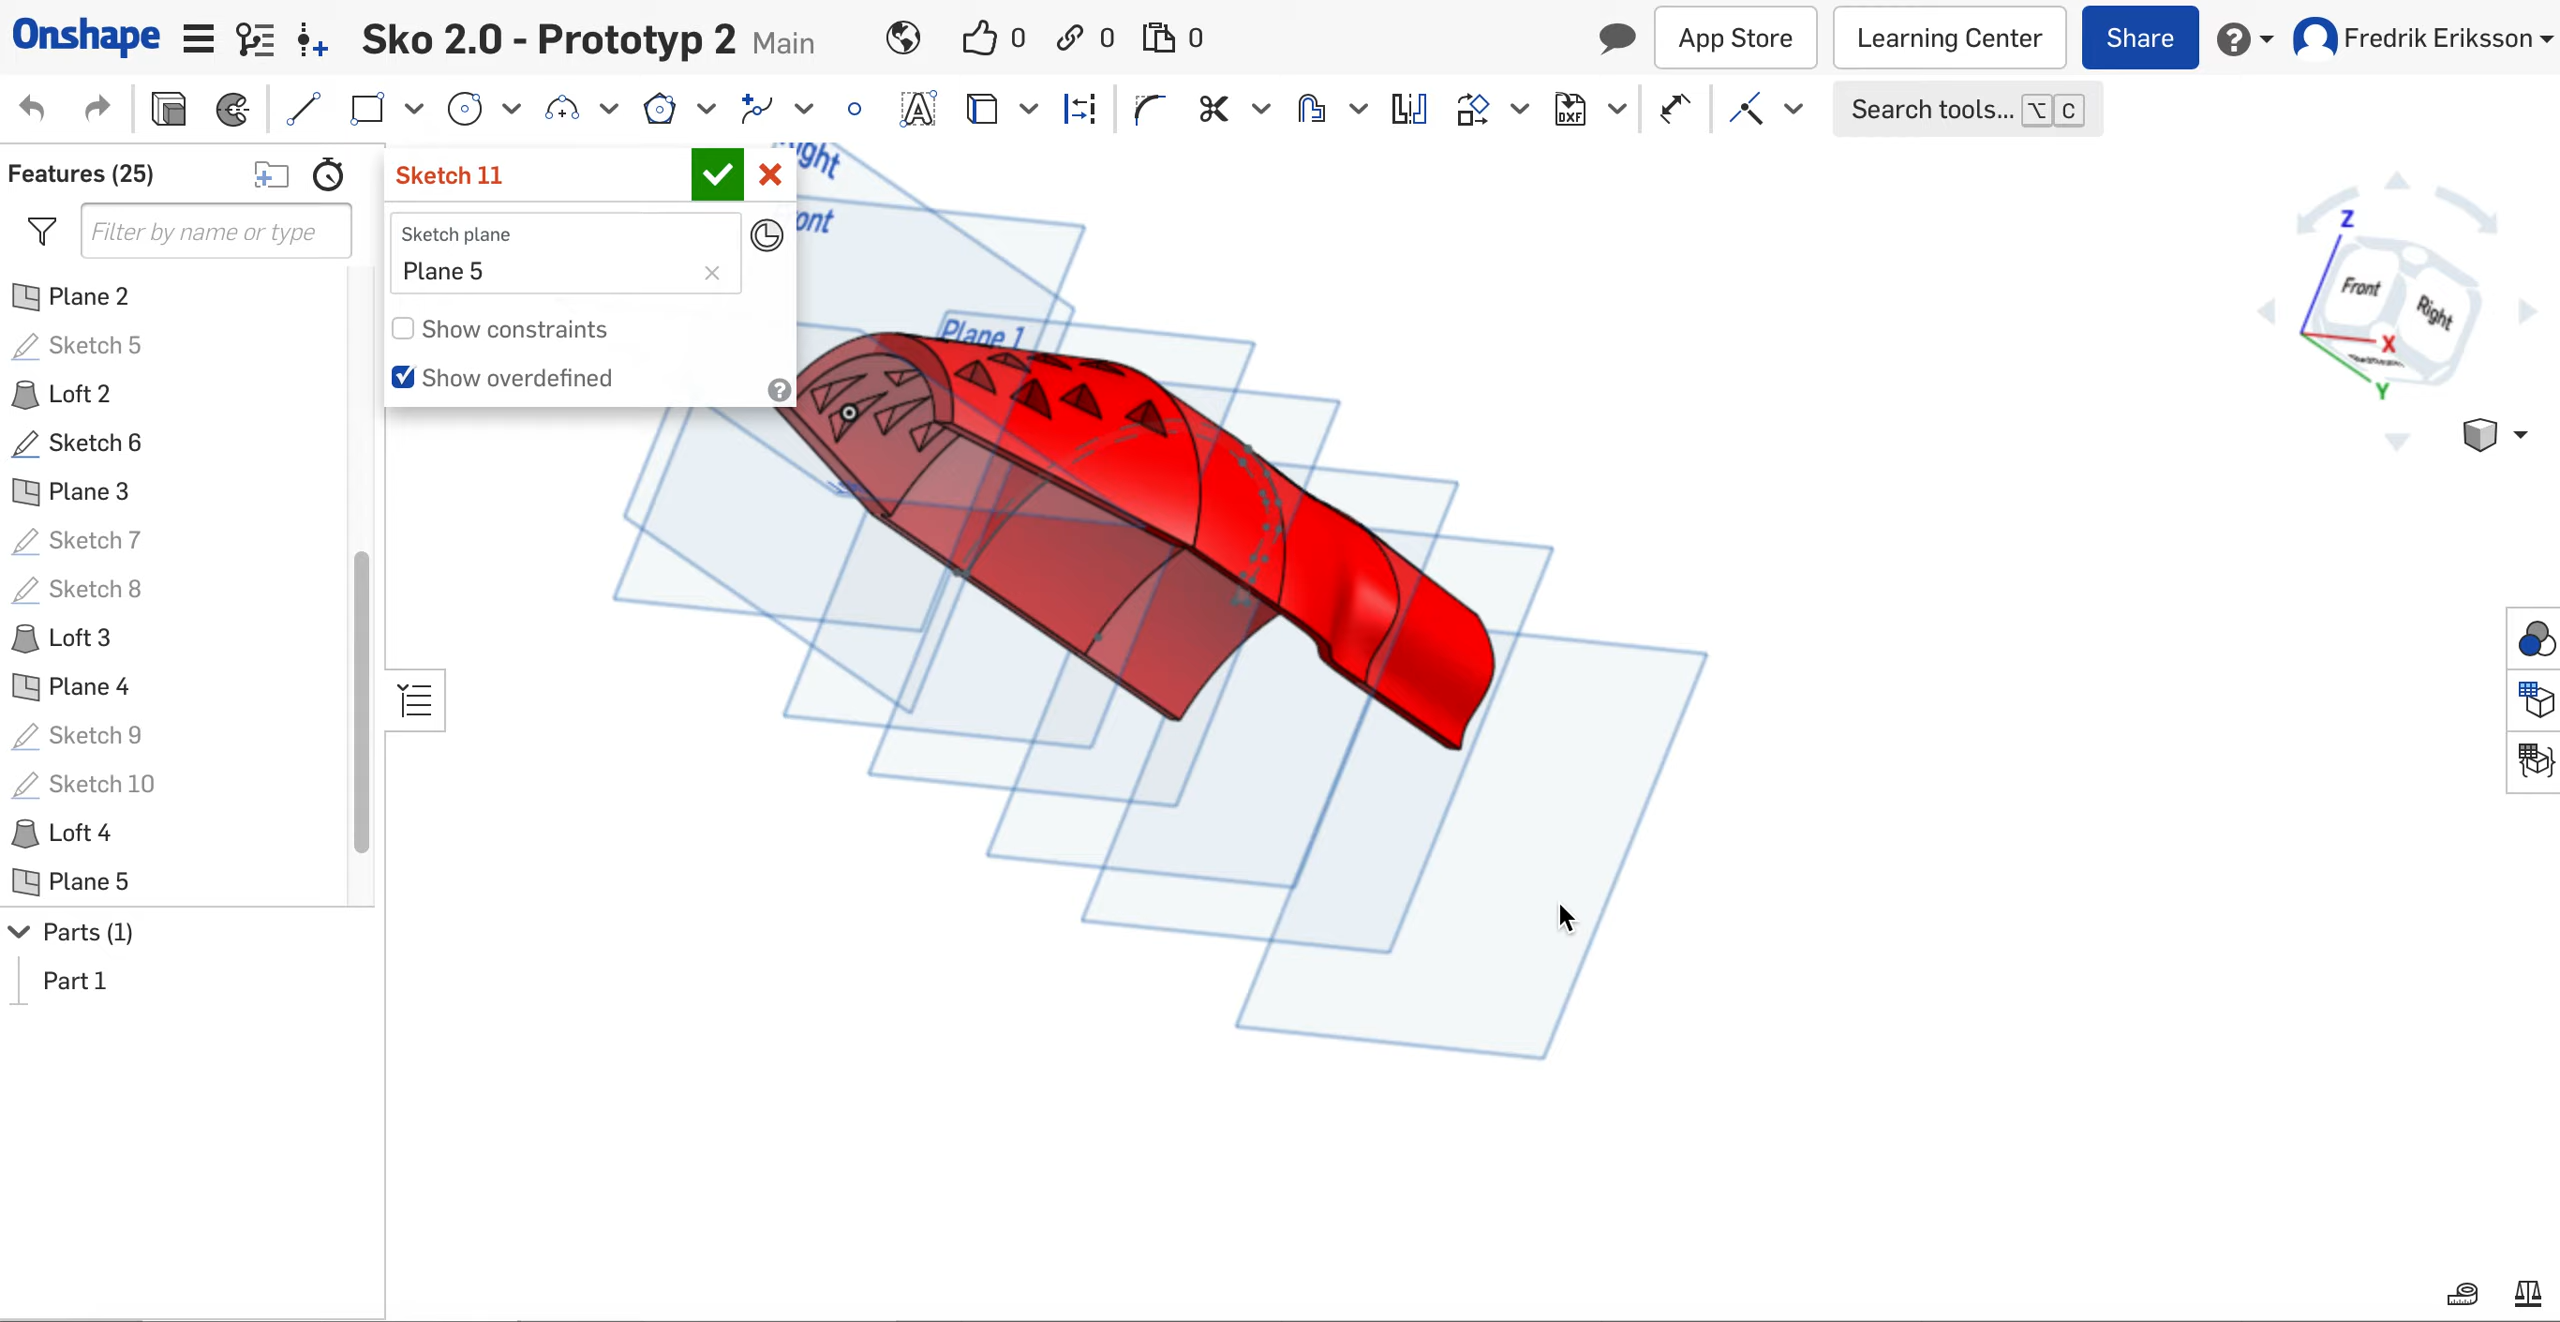 Onshape
Sko 2.0 - Prototyp 2 Main
0
0
0
App Store
Learning Center
Share
Fredrik Eriksson
Search tools... ⌥ C
Features (25)
Filter by name or type
Plane 2
Sketch 5
Loft 2
Sketch 6
Plane 3
Sketch 7
Sketch 8
Loft 3
Plane 4
Sketch 9
Sketch 10
Loft 4
Plane 5
Parts (1)
Part 1
Sketch 11
Sketch plane
Plane 5
Show constraints
Show overdefined
ight
ont
Plane 1
Z
Front
Right
X
Y
DXF